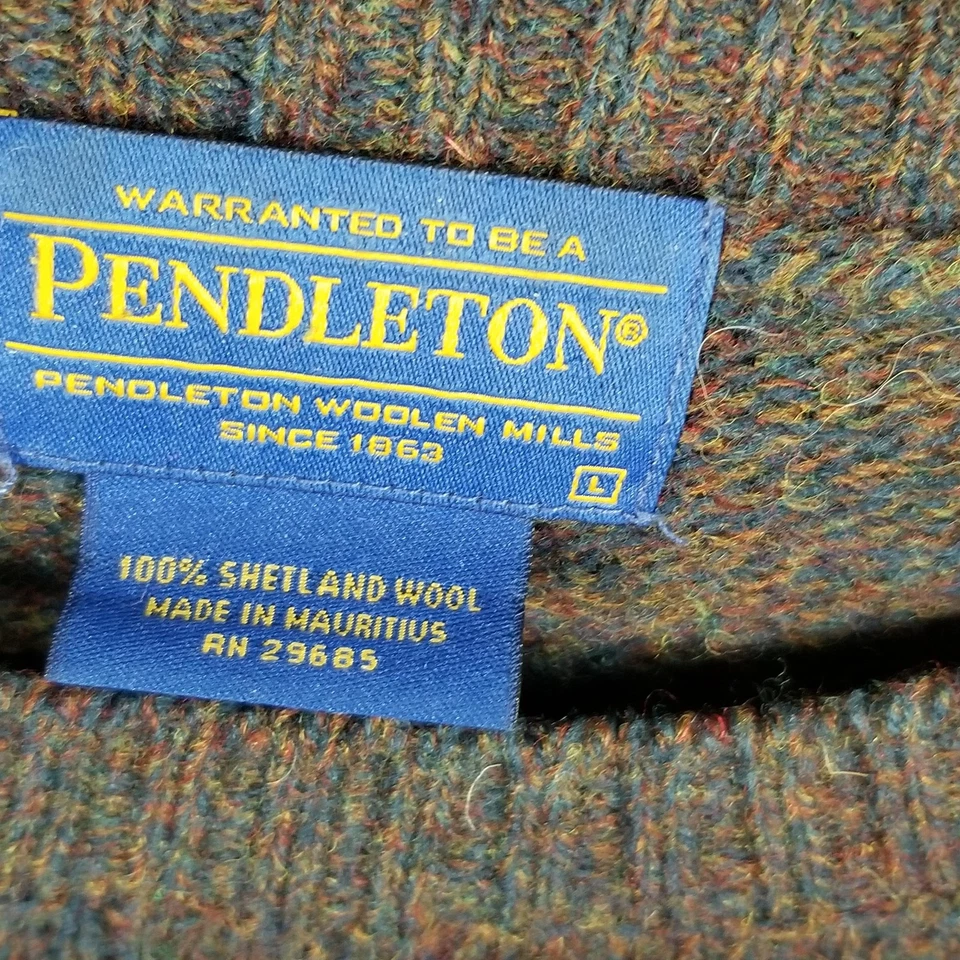 WARRANTED TO BE A
PENDLETON®
PENDLETON WOOLEN MILLS
SINCE 1863
L
100% SHETLAND WOOL
MADE IN MAURITIUS
RN 29685